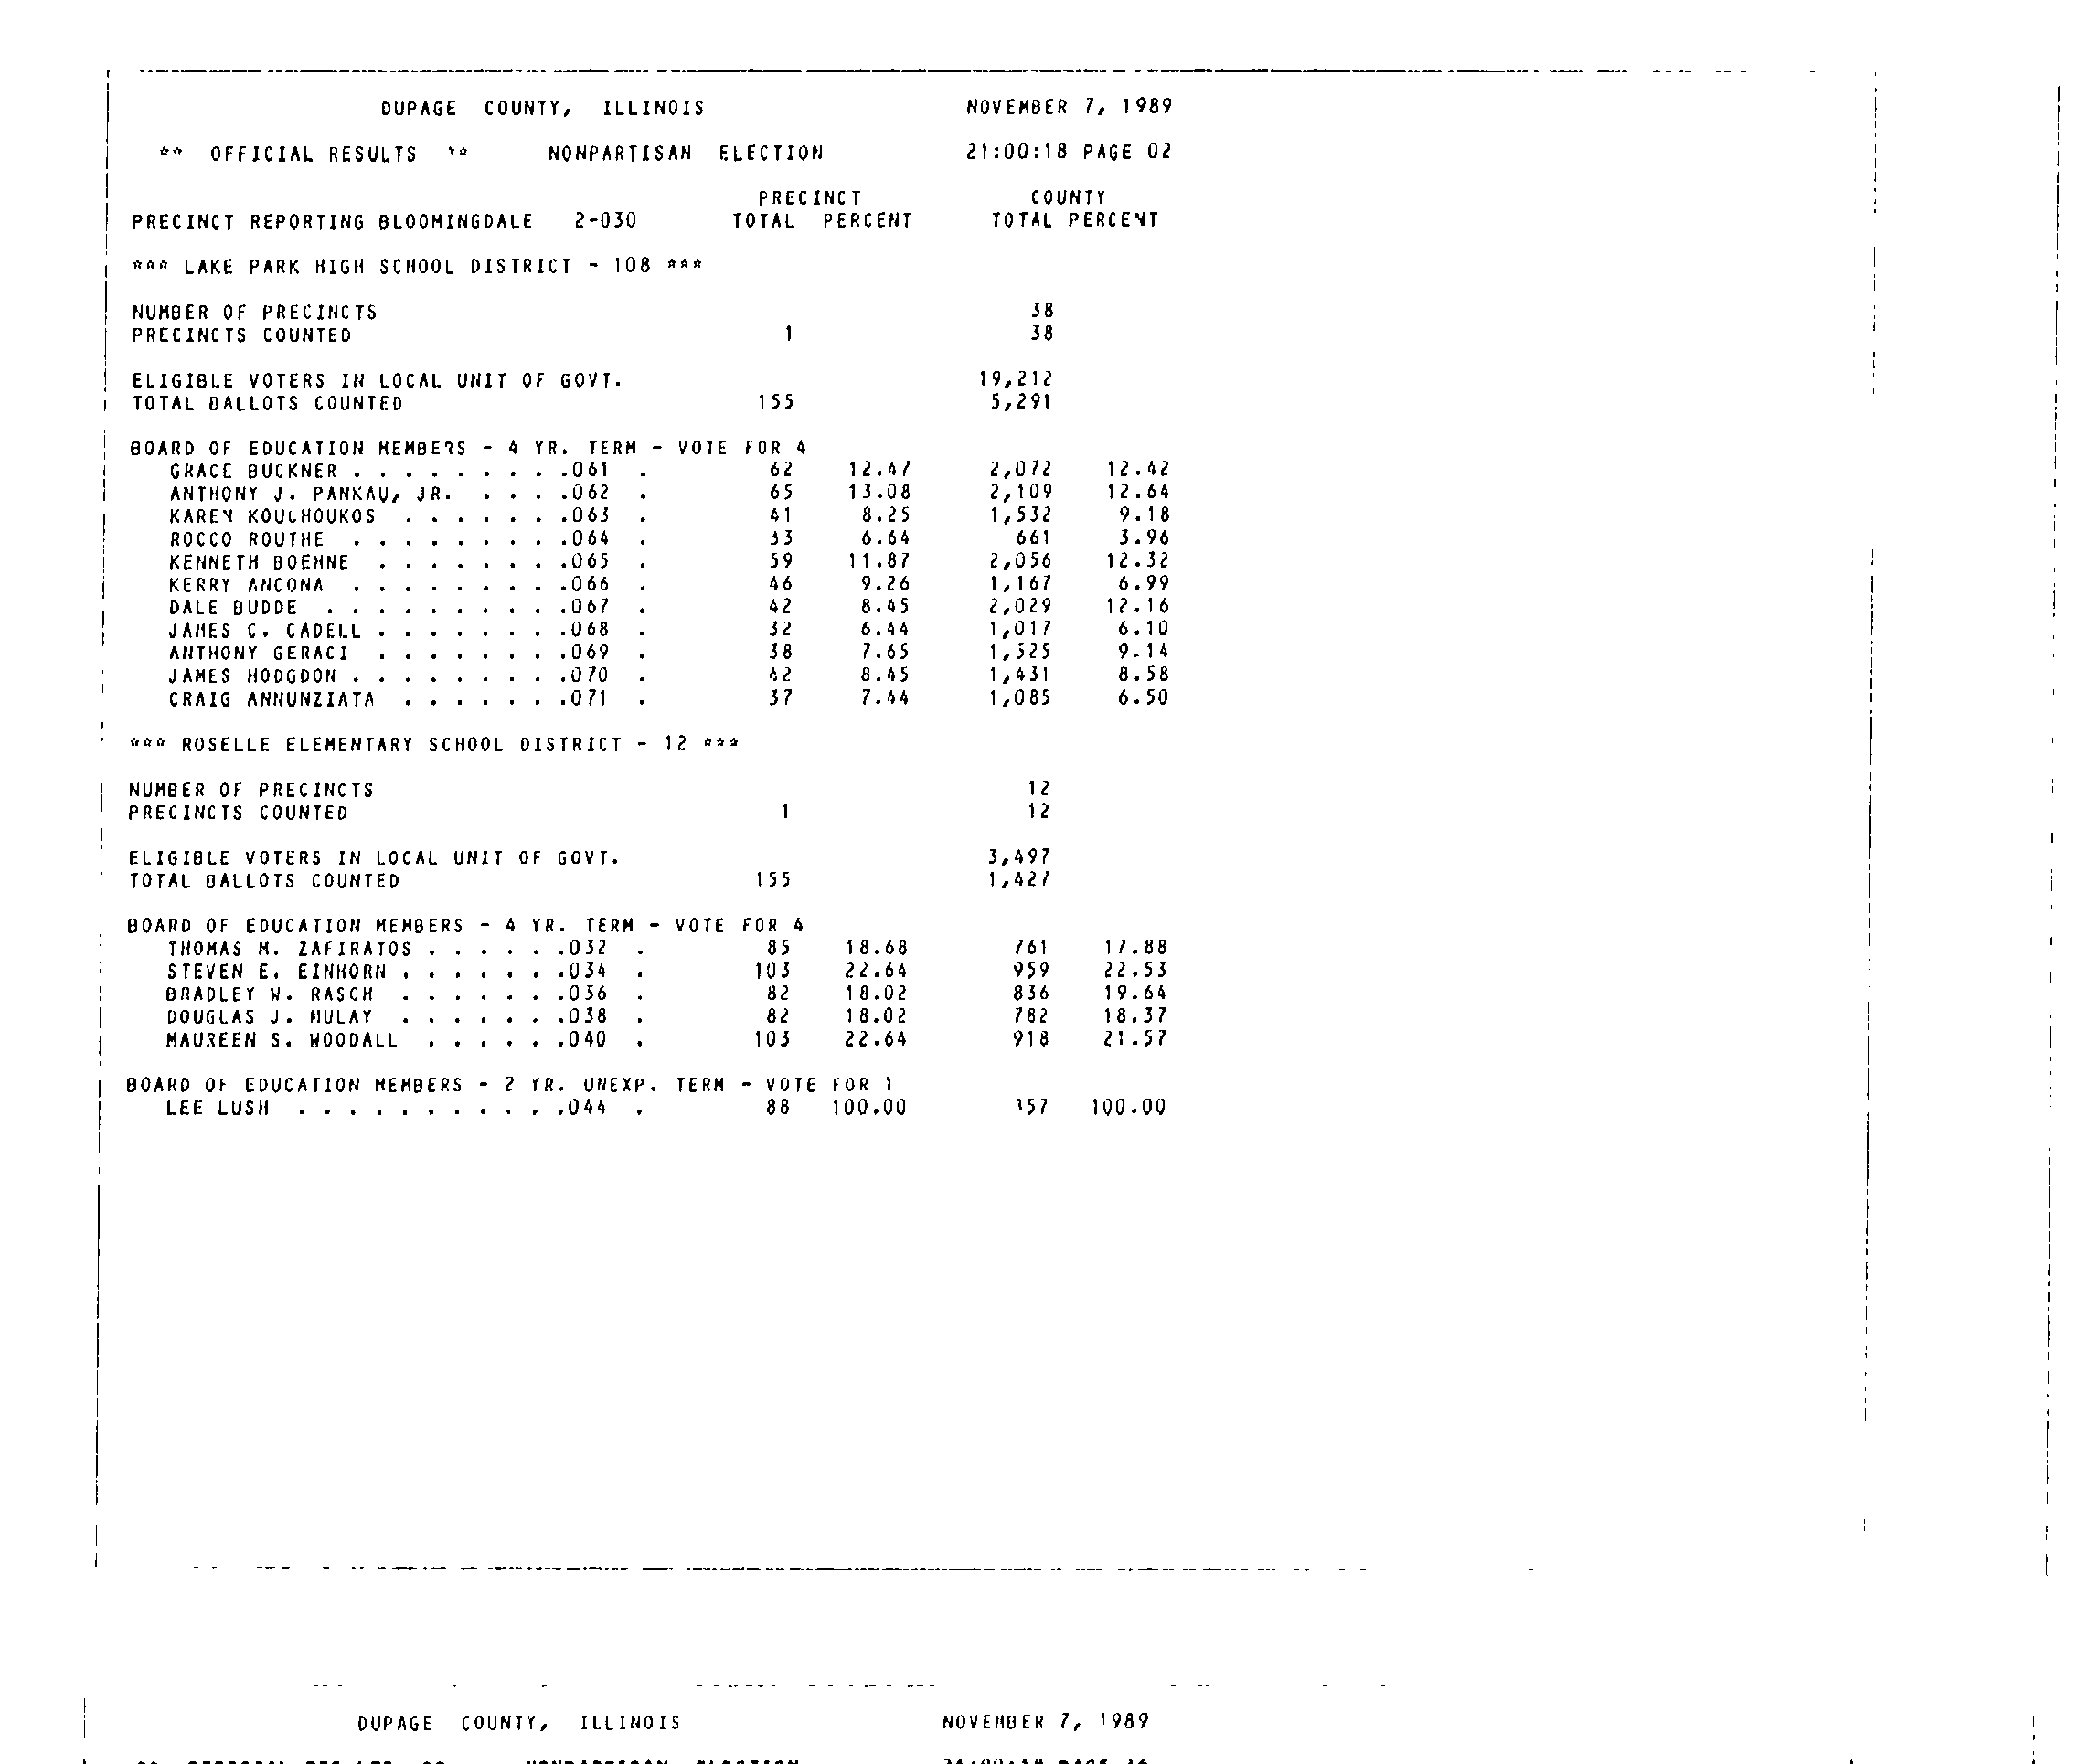 DUPAGE COUNTY, ILLINOIS NOVEMBER 7, 1989
** OFFICIAL RESULTS ** NONPARTISAN ELECTION 21:00:18 PAGE 02
PRECINCT COUNTY
PRECINCT REPORTING BLOOMINGDALE 2-030 TOTAL PERCENT TOTAL PERCENT
*** LAKE PARK HIGH SCHOOL DISTRICT - 108 ***
NUMBER OF PRECINCTS 38
PRECINCTS COUNTED 1 38
ELIGIBLE VOTERS IN LOCAL UNIT OF GOVT. 19,212
TOTAL BALLOTS COUNTED 155 5,291
BOARD OF EDUCATION MEMBERS - 4 YR. TERM - VOTE FOR 4
GRACE BUCKNER . . . . . . . . .061 . 62 12.47 2,072 12.42
ANTHONY J. PANKAU, JR. . . . .062 . 65 13.08 2,109 12.64
KAREN KOUCHOUKOS . . . . . . .063 . 41 8.25 1,532 9.18
ROCCO ROUTHE . . . . . . . . .064 . 33 6.64 661 3.96
KENNETH BOEHNE . . . . . . . .065 . 59 11.87 2,056 12.32
KERRY ANCONA . . . . . . . . .066 . 46 9.26 1,167 6.99
DALE BUDDE . . . . . . . . . .067 . 42 8.45 2,029 12.16
JAMES C. CADELL . . . . . . . .068 . 32 6.44 1,017 6.10
ANTHONY GERACI . . . . . . . .069 . 38 7.65 1,525 9.14
JAMES HODGDON . . . . . . . . .070 . 42 8.45 1,431 8.58
CRAIG ANNUNZIATA . . . . . . .071 . 37 7.44 1,085 6.50
*** ROSELLE ELEMENTARY SCHOOL DISTRICT - 12 ***
NUMBER OF PRECINCTS 12
PRECINCTS COUNTED 1 12
ELIGIBLE VOTERS IN LOCAL UNIT OF GOVT. 3,497
TOTAL BALLOTS COUNTED 155 1,427
BOARD OF EDUCATION MEMBERS - 4 YR. TERM - VOTE FOR 4
THOMAS M. ZAFIRATOS . . . . . .032 . 85 18.68 761 17.88
STEVEN E. EINHORN . . . . . . .034 . 103 22.64 959 22.53
BRADLEY W. RASCH . . . . . . .036 . 82 18.02 836 19.64
DOUGLAS J. MULAY . . . . . . .038 . 82 18.02 782 18.37
MAUREEN S. WOODALL . . . . . .040 . 103 22.64 918 21.57
BOARD OF EDUCATION MEMBERS - 2 YR. UNEXP. TERM - VOTE FOR 1
LEE LUSH . . . . . . . . . . .044 . 88 100.00 100.00
DUPAGE COUNTY, ILLINOIS NOVEMBER 7, 1989
NONPARTISAN ELECTION